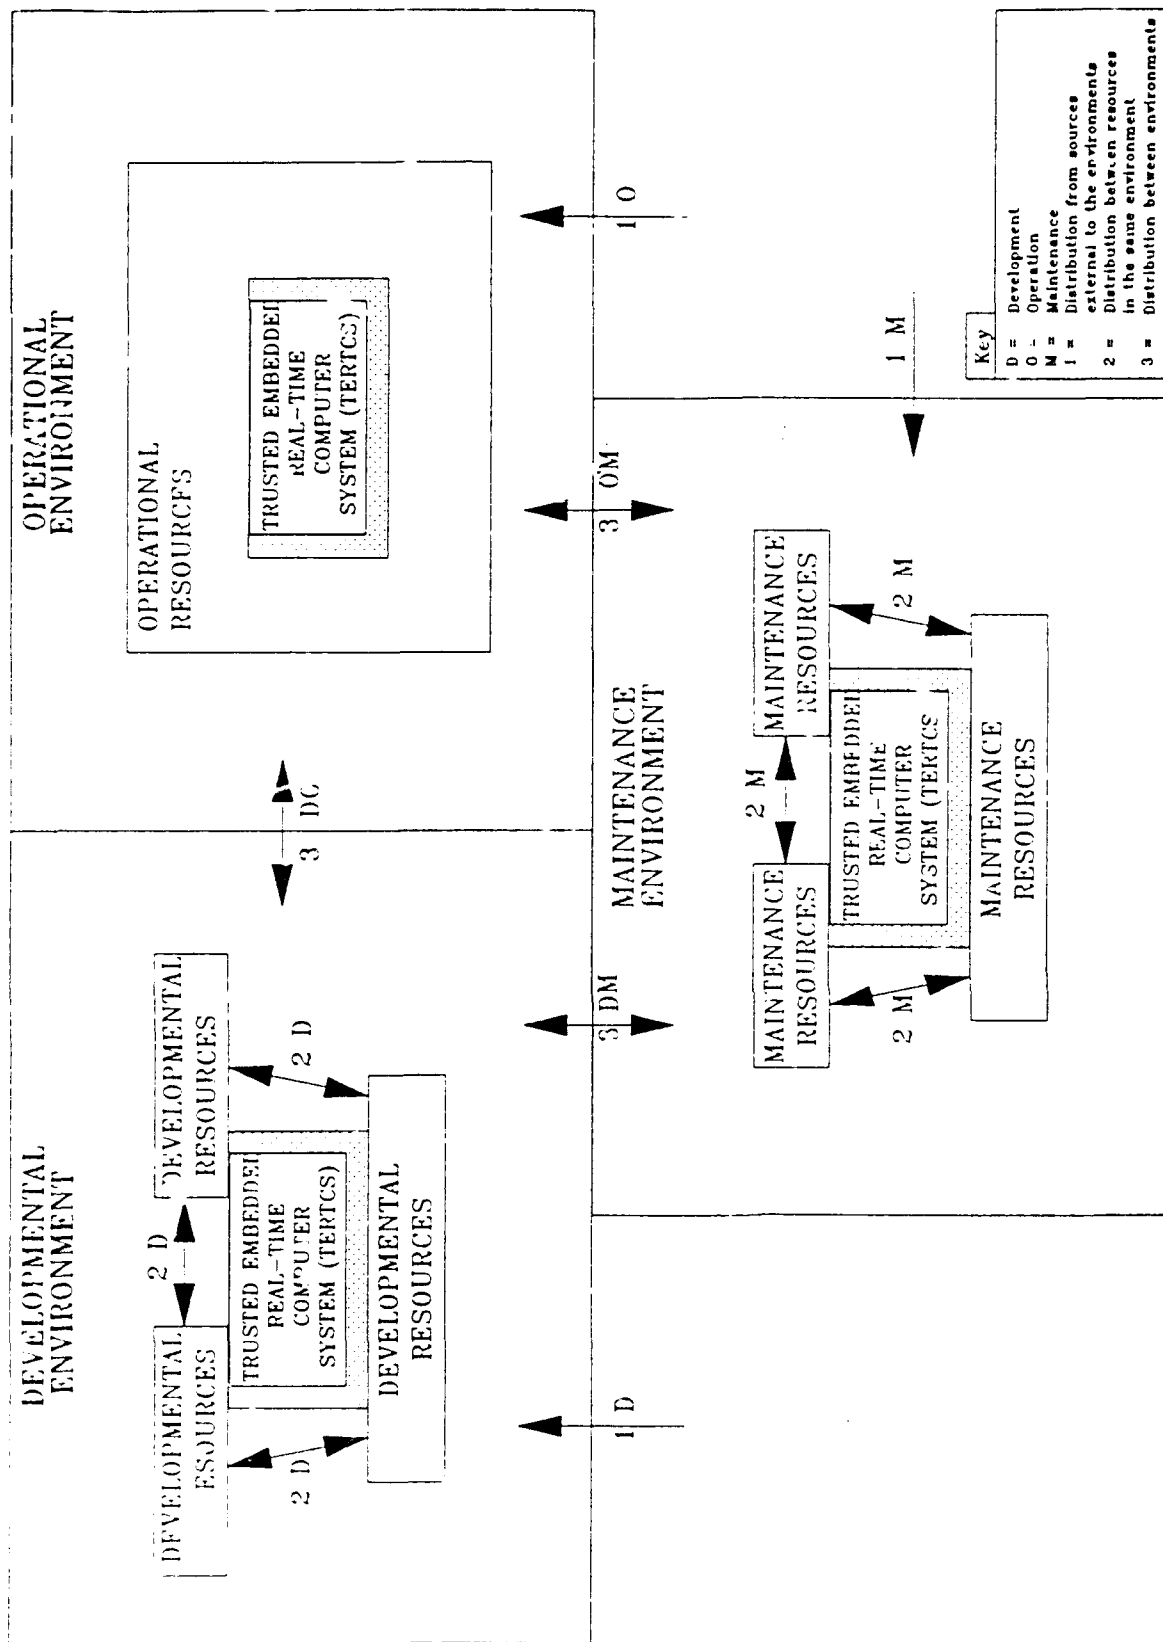 DEVELOPMENTAL
ENVIRONMENT
DEVELOPMENTAL
ESOURCES
2 D
DEVELOPMENTAL
RESOURCES
TRUSTED EMBEDDED
REAL-TIME
COMPUTER
SYSTEM (TERTCS)
2 D
2 D
DEVELOPMENTAL
RESOURCES
1 D
3 DO
OPERATIONAL
ENVIRONMENT
OPERATIONAL
RESOURCES
TRUSTED EMBEDDED
REAL-TIME
COMPUTER
SYSTEM (TERTCS)
1 O
3 DM
3 OM
MAINTENANCE
ENVIRONMENT
MAINTENANCE
RESOURCES
2 M
MAINTENANCE
RESOURCES
TRUSTED EMBEDDED
REAL-TIME
COMPUTER
SYSTEM (TERTCS
2 M
2 M
MAINTENANCE
RESOURCES
1 M
Key
D = Development
O = Operation
M = Maintenance
1 = Distribution from sources
external to the environments
2 = Distribution between resources
in the same environment
3 = Distribution between environments